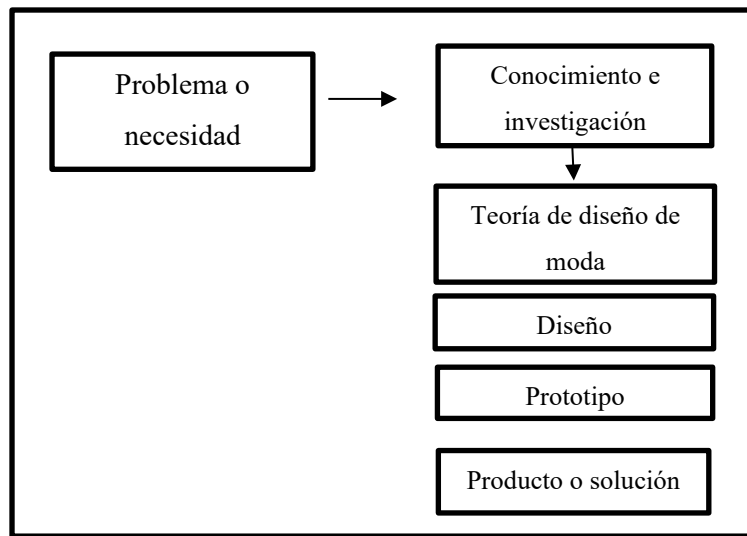 Problema o
necesidad
Conocimiento e
investigación
Teoría de diseño de
moda
Diseño
Prototipo
Producto o solución